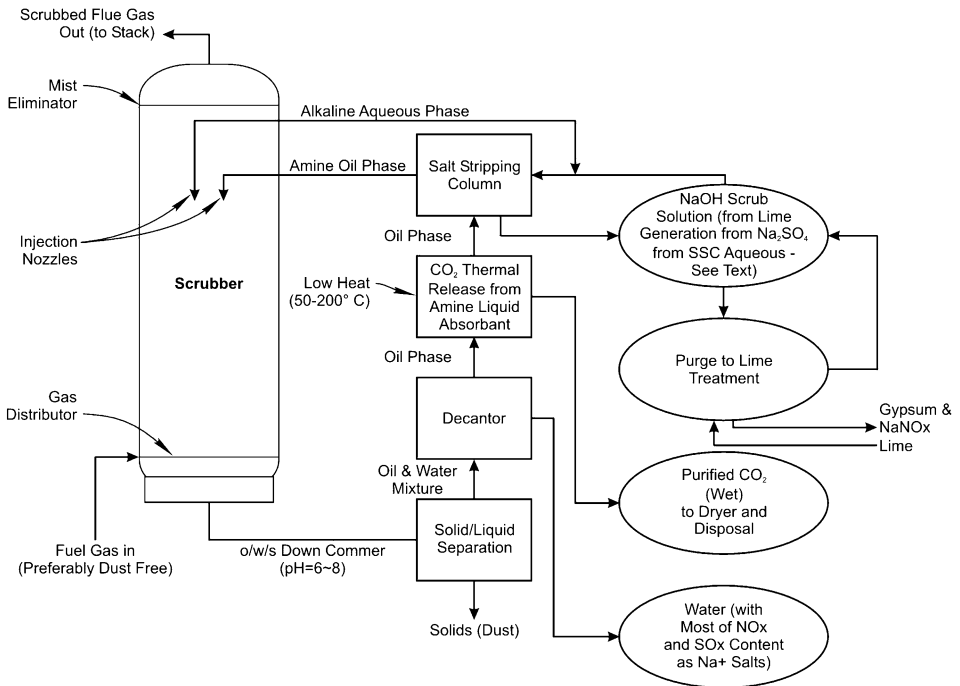 Scrubbed Flue Gas
Out (to Stack)
Mist
Eliminator
Alkaline Aqueous Phase
Amine Oil Phase
Salt Stripping
Column
NaOH Scrub
Solution (from Lime
Generation from Na₂SO₄
from SSC Aqueous -
See Text)
Injection
Nozzles
Oil Phase
Scrubber
Low Heat
(50-200° C)
CO₂ Thermal
Release from
Amine Liquid
Absorbant
Oil Phase
Purge to Lime
Treatment
Gas
Distributor
Decantor
Gypsum &
NaNOx
Lime
Oil & Water
Mixture
Purified CO₂
(Wet)
to Dryer and
Disposal
Solid/Liquid
Separation
Fuel Gas in
(Preferably Dust Free)
o/w/s Down Commer
(pH=6~8)
Solids (Dust)
Water (with
Most of NOx
and SOx Content
as Na+ Salts)